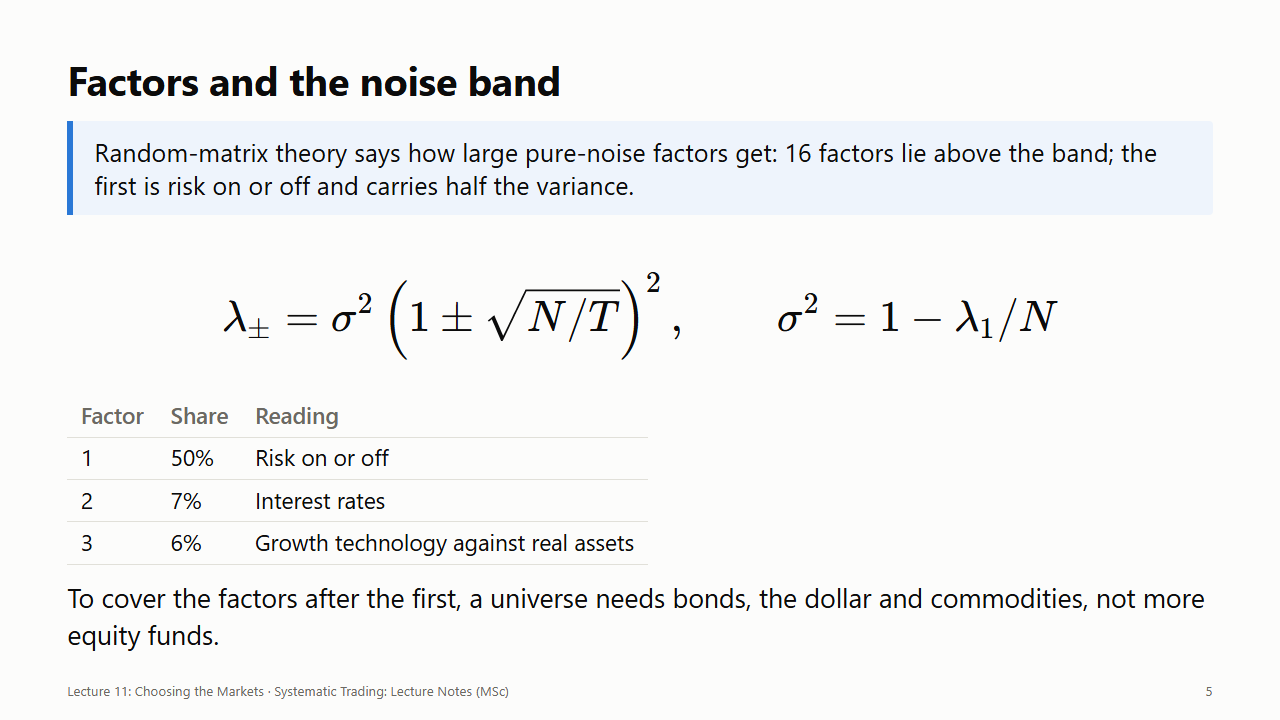 Factors and the noise band
Random-matrix theory says how large pure-noise factors get: 16 factors lie above the band; the
first is risk on or off and carries half the variance.
λ± = σ² (1 ± √(N/T))², σ² = 1 − λ₁/N
Factor Share Reading
1 50% Risk on or off
2 7% Interest rates
3 6% Growth technology against real assets
To cover the factors after the first, a universe needs bonds, the dollar and commodities, not more
equity funds.
Lecture 11: Choosing the Markets · Systematic Trading: Lecture Notes (MSc) 5